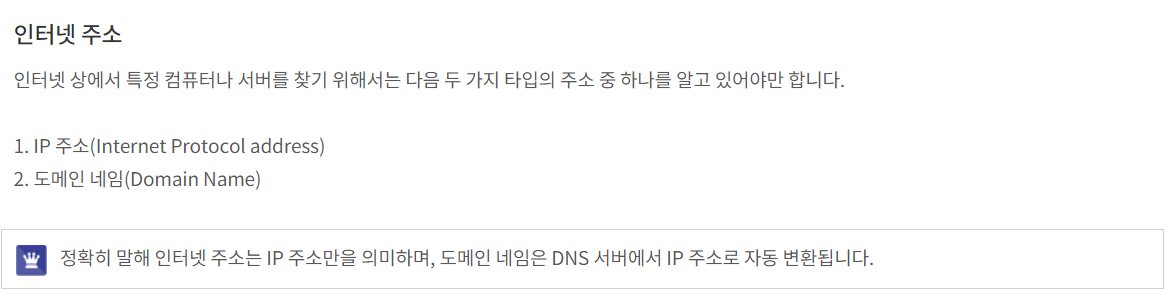 인터넷 주소
인터넷 상에서 특정 컴퓨터나 서버를 찾기 위해서는 다음 두 가지 타입의 주소 중 하나를 알고 있어야만 합니다.
1. IP 주소(Internet Protocol address)
2. 도메인 네임(Domain Name)
정확히 말해 인터넷 주소는 IP 주소만을 의미하며, 도메인 네임은 DNS 서버에서 IP 주소로 자동 변환됩니다.